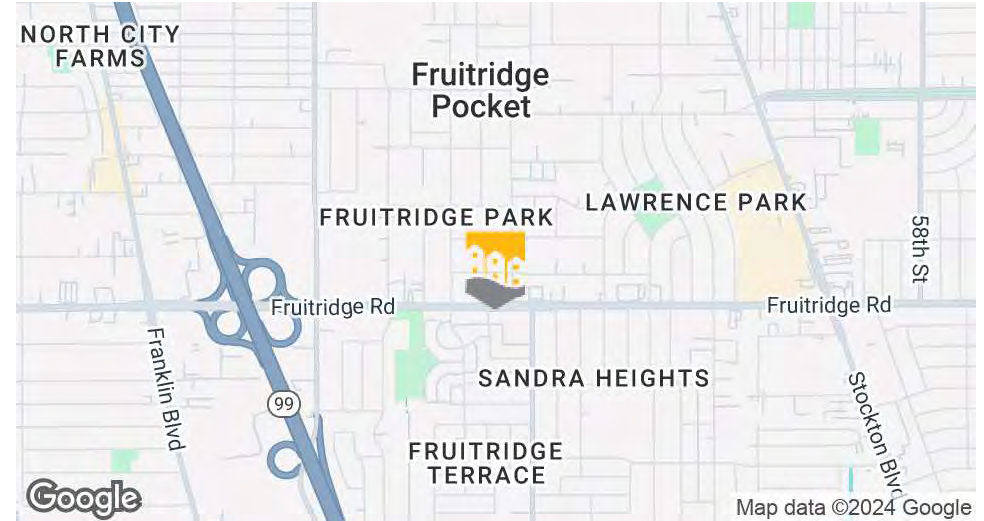 NORTH CITY
FARMS
Fruitridge
Pocket
FRUITRIDGE PARK
LAWRENCE PARK
58th St
Fruitridge Rd
Fruitridge Rd
Franklin Blvd
SANDRA HEIGHTS
99
Stockton Blvd
FRUITRIDGE
TERRACE
Google
Map data ©2024 Google